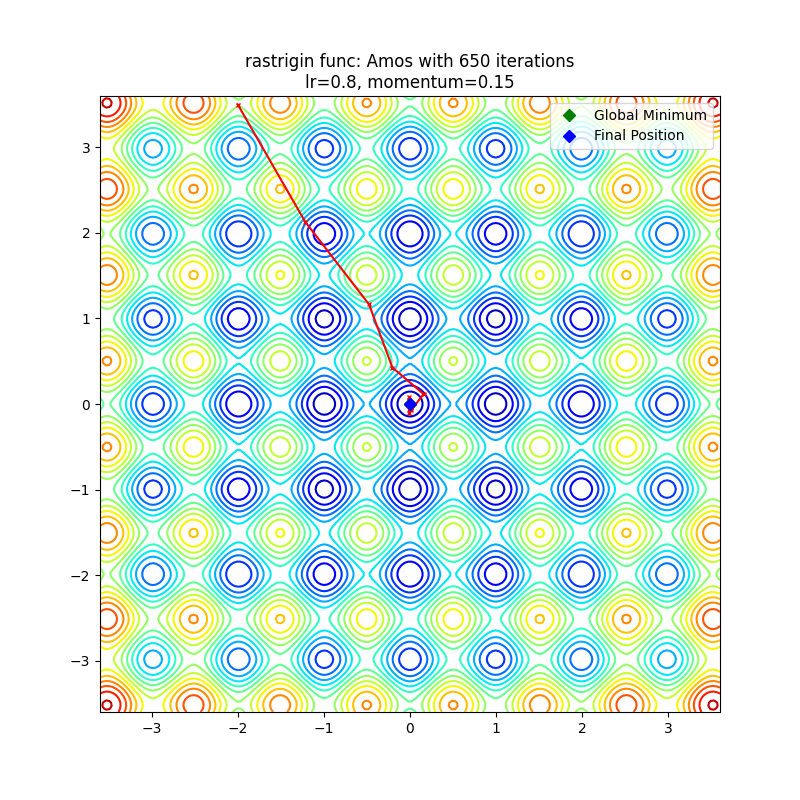 rastrigin func: Amos with 650 iterations
lr=0.8, momentum=0.15
Global Minimum
Final Position
3
2
1
0
−1
−2
−3
−3 −2 −1 0 1 2 3